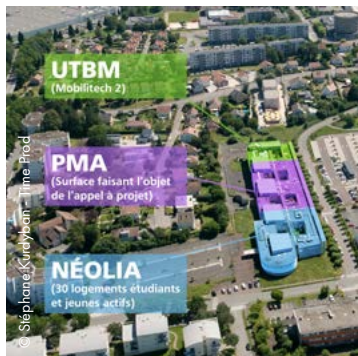 UTBM
(Mobilitech 2)
PMA
(Surface faisant l'objet
de l'appel à projet)
NÉOLIA
(30 logements étudiants
et jeunes actifs)
© Stéphane Kurdyban - Time Prod